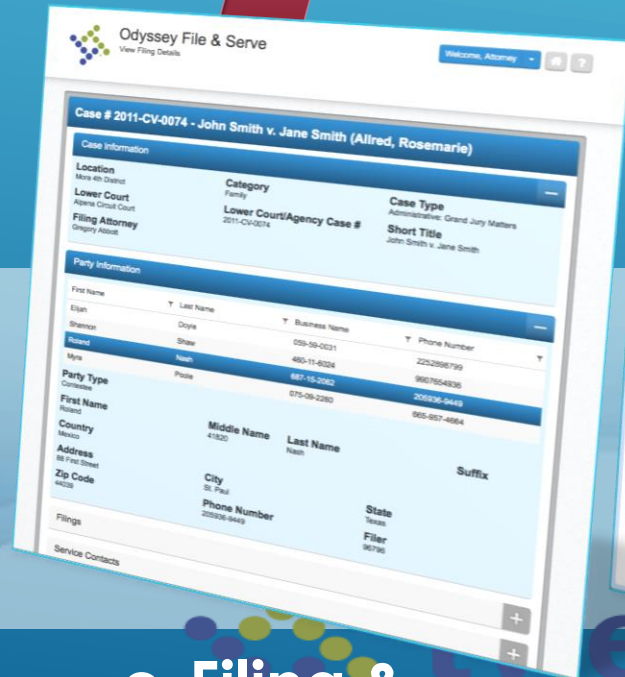 Odyssey File & Serve
View Filing Details
Welcome, Attorney
?
Case # 2011-CV-0074 - John Smith v. Jane Smith (Allred, Rosemarie)
Case Information
Location Category Case Type
Mora 4th District Family Administrative: Grand Jury Matters
Lower Court Lower Court/Agency Case # Short Title
Alpena Circuit Court 2011-CV-0074 John Smith v. Jane Smith
Filing Attorney
Gregory Abbott
Party Information
First Name Last Name Business Name Phone Number
Elijah Doyle 059-59-0031 2252898799
Shannon Shaw 460-11-6024 9907654936
Roland Nash 687-15-2062 205936-9449
Myra Poole 075-09-2260 665-957-4664
Party Type
Contestee
First Name Middle Name Last Name Suffix
Roland 41820 Nash
Country
Mexico
Address City State
88 First Street St. Paul Texas
Zip Code Phone Number Filer
44039 205936-9449 96796
Filings
Service Contacts
Filing &